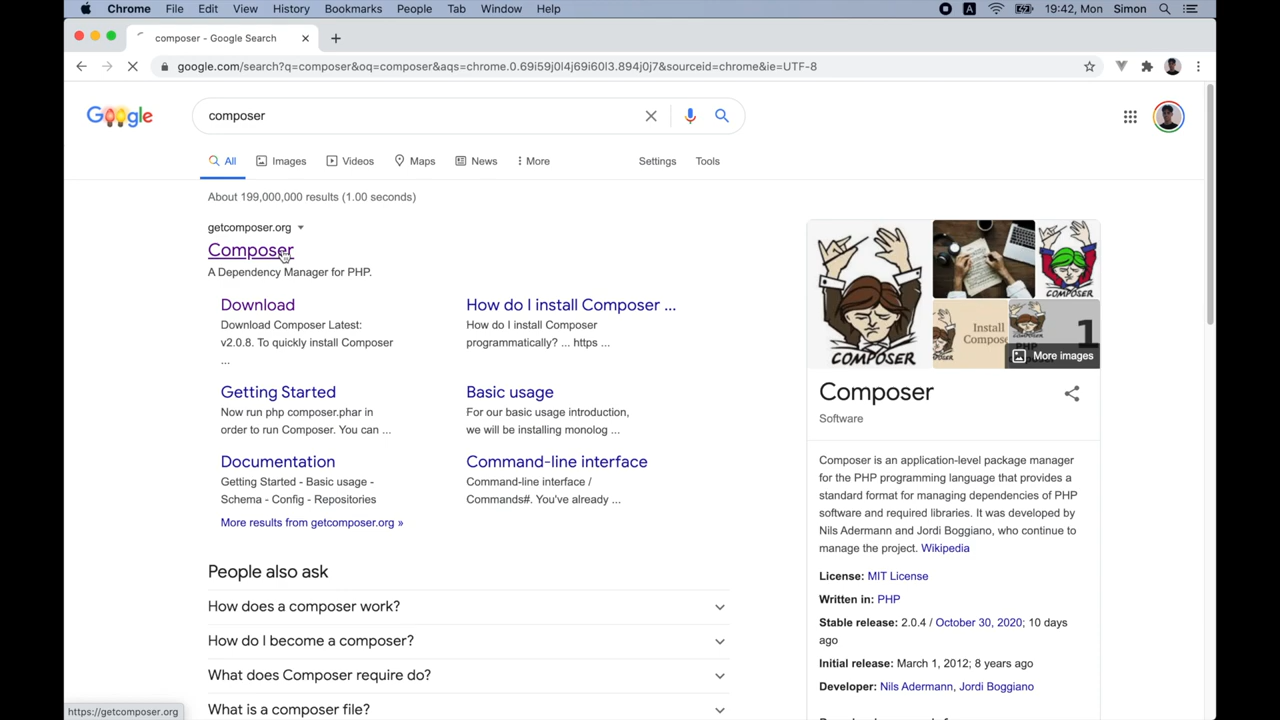 Chrome File Edit View History Bookmarks People Tab Window Help
A 19:42, Mon Simon
composer - Google Search
google.com/search?q=composer&oq=composer&aqs=chrome.0.69i59j0l4j69i60l3.894j0j7&sourceid=chrome&ie=UTF-8
Google
composer
All Images Videos Maps News More Settings Tools
About 199,000,000 results (1.00 seconds)
getcomposer.org
Composer
A Dependency Manager for PHP.
Download
Download Composer Latest:
v2.0.8. To quickly install Composer
...
How do I install Composer ...
How do I install Composer
programmatically? ... https ...
Getting Started
Now run php composer.phar in
order to run Composer. You can ...
Basic usage
For our basic usage introduction,
we will be installing monolog ...
Documentation
Getting Started - Basic usage -
Schema - Config - Repositories
Command-line interface
Command-line interface /
Commands#. You've already ...
More results from getcomposer.org »
People also ask
How does a composer work?
How do I become a composer?
What does Composer require do?
What is a composer file?
https://getcomposer.org
COMPOSER
COMPOSER
Install
Compose
1
More images
Composer
Software
Composer is an application-level package manager
for the PHP programming language that provides a
standard format for managing dependencies of PHP
software and required libraries. It was developed by
Nils Adermann and Jordi Boggiano, who continue to
manage the project. Wikipedia
License: MIT License
Written in: PHP
Stable release: 2.0.4 / October 30, 2020; 10 days
ago
Initial release: March 1, 2012; 8 years ago
Developer: Nils Adermann, Jordi Boggiano